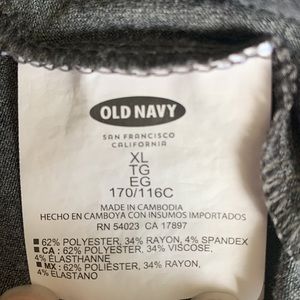 OLD NAVY
SAN FRANCISCO
CALIFORNIA
XL
TG
EG
170/116C
MADE IN CAMBODIA
HECHO EN CAMBOYA CON INSUMOS IMPORTADOS
RN 54023 CA 17897
■ 62% POLYESTER, 34% RAYON, 4% SPANDEX
■ CA : 62% POLYESTER, 34% VISCOSE,
4% ÉLASTHANNE
■ MX : 62% POLIÉSTER, 34% RAYÓN,
4% ELASTANO